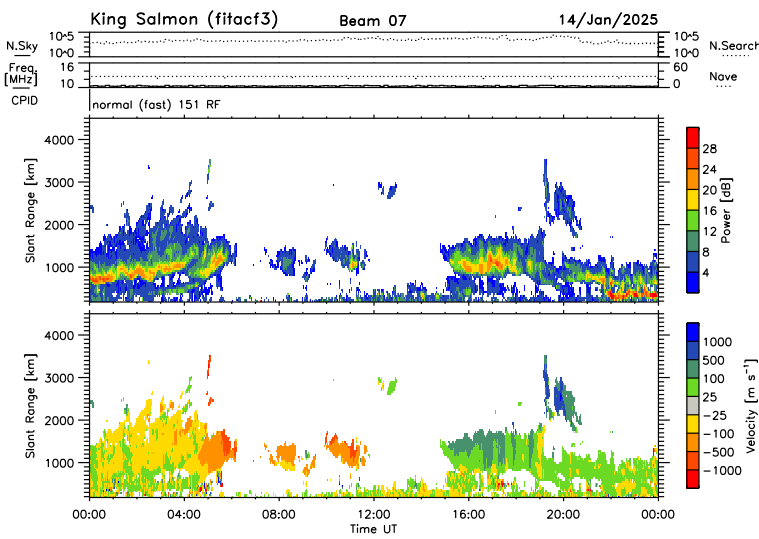 King Salmon (fitacf3) Beam 07 14/Jan/2025
N.Sky 10^5 10^0 10^5 10^0 N.Search
Freq. [MHz] 16 10 60 0 Nave
CPID normal (fast) 151 RF
Slant Range [km] 4000 3000 2000 1000
28 24 20 16 12 8 4 Power [dB]
Slant Range [km] 4000 3000 2000 1000
1000 500 100 25 −25 −100 −500 −1000 Velocity [m s⁻¹]
00:00 04:00 08:00 12:00 16:00 20:00 00:00
Time UT